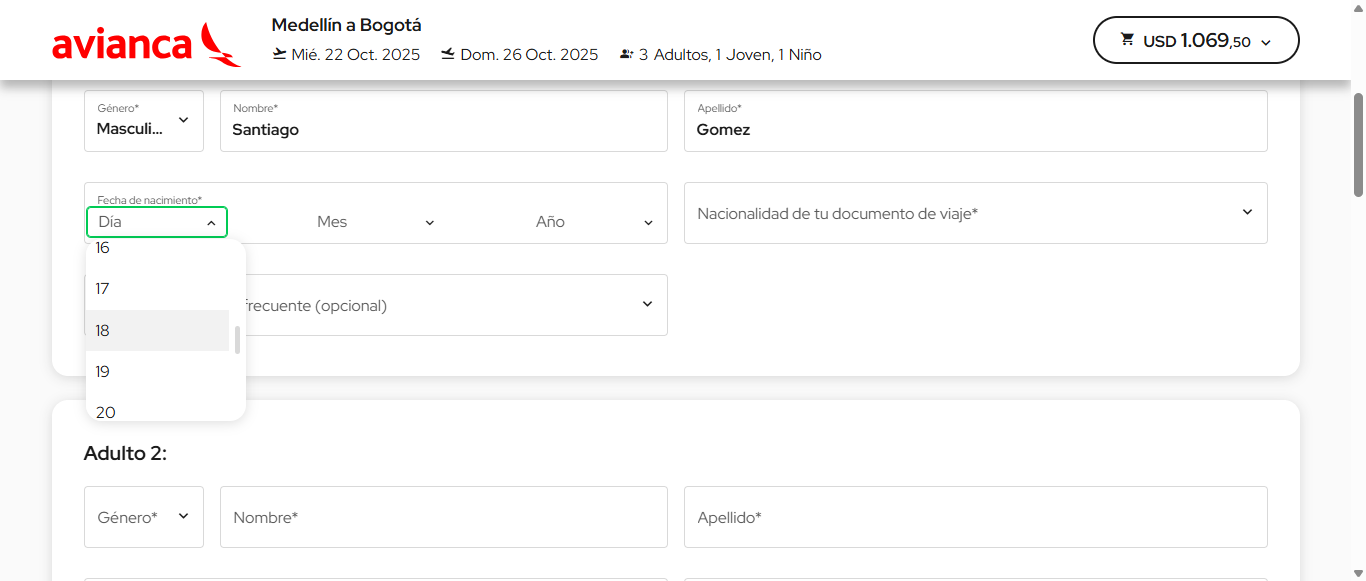 avianca
Medellín a Bogotá
Mié. 22 Oct. 2025 Dom. 26 Oct. 2025 3 Adultos, 1 Joven, 1 Niño
USD 1.069,50
Género* Nombre* Apellido*
Masculi... Santiago Gomez
Fecha de nacimiento*
Día Mes Año Nacionalidad de tu documento de viaje*
16
17
frecuente (opcional)
18
19
20
Adulto 2:
Género* Nombre* Apellido*